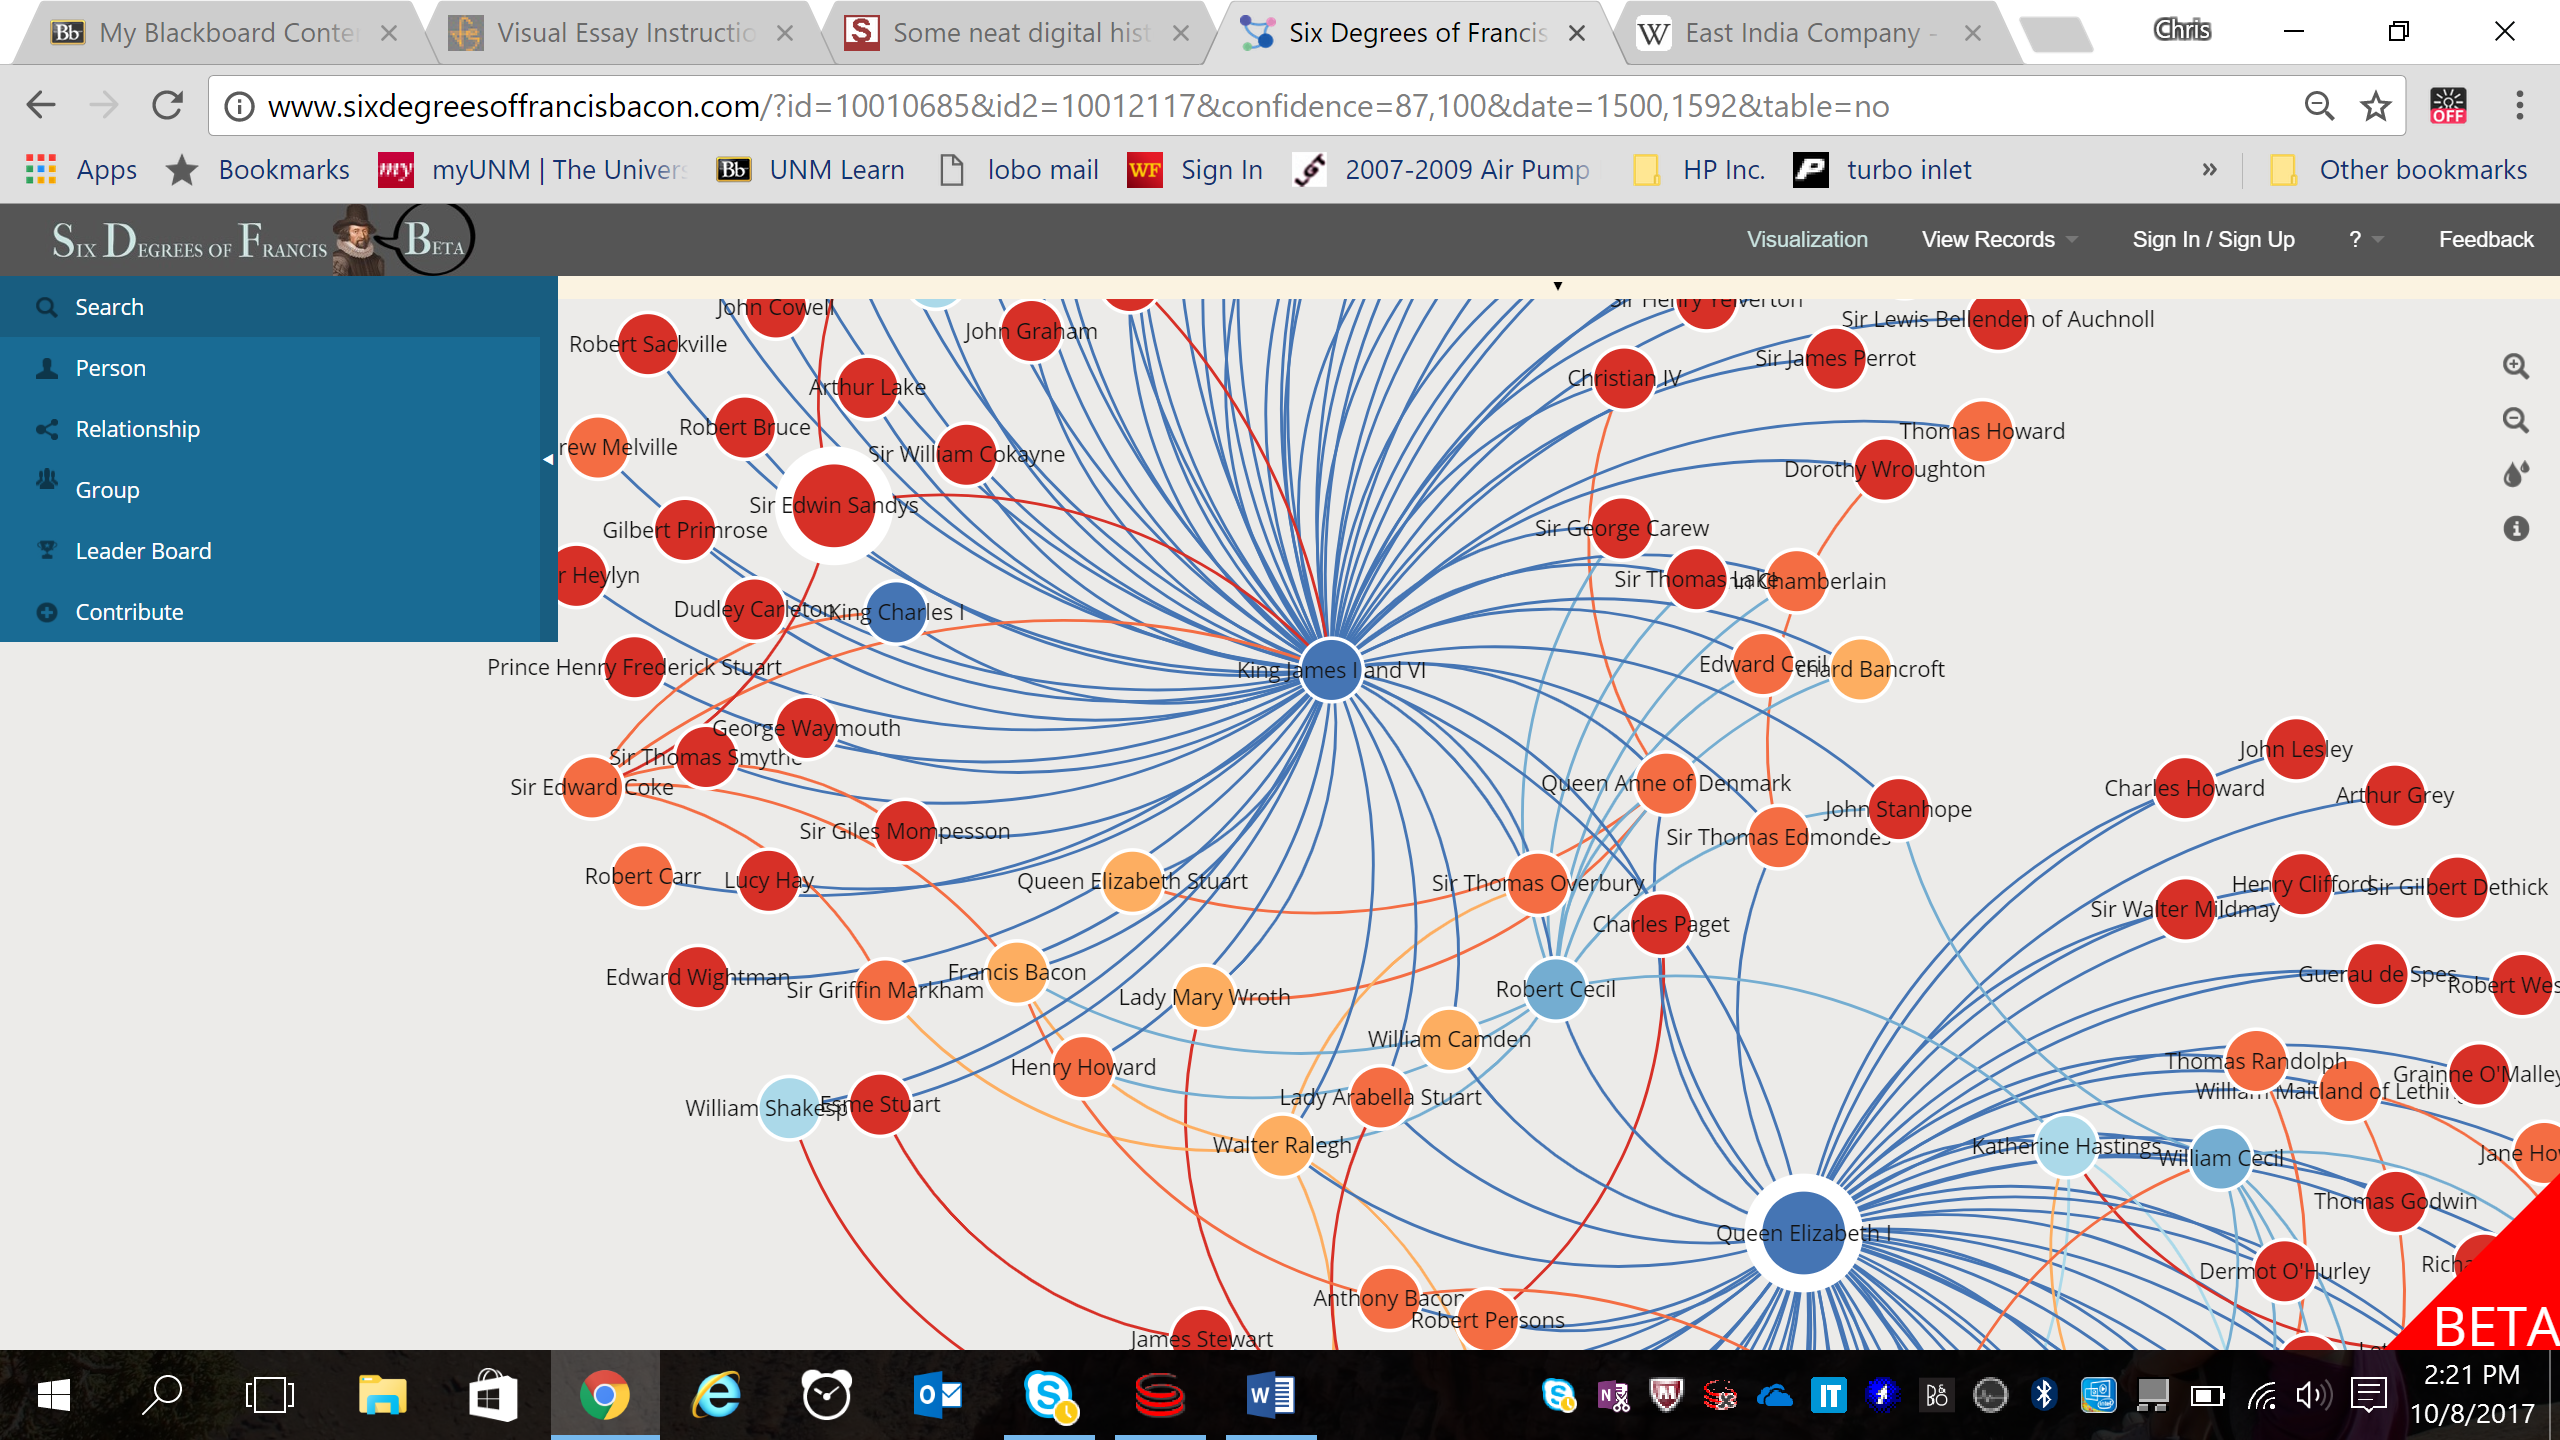 My Blackboard Conte
Visual Essay Instructio
Some neat digital hist
Six Degrees of Francis
East India Company -
Chris
www.sixdegreesoffrancisbacon.com/?id=10010685&id2=10012117&confidence=87,100&date=1500,1592&table=no
OFF
Apps
Bookmarks
myUNM | The Univers
UNM Learn
lobo mail
Sign In
2007-2009 Air Pump
HP Inc.
turbo inlet
»
Other bookmarks
SIX DEGREES OF FRANCIS
BETA
Visualization
View Records
Sign In / Sign Up
?
Feedback
Search
Person
Relationship
Group
Leader Board
Contribute
John Cowell
Robert Sackville
John Graham
Sir Henry Yelverton
Sir Lewis Bellenden of Auchnoll
Sir James Perrot
Christian IV
Arthur Lake
Robert Bruce
rew Melville
Sir William Cokayne
Thomas Howard
Dorothy Wroughton
Sir Edwin Sandys
Gilbert Primrose
Sir George Carew
r Heylyn
Sir Thomas Lake
Chamberlain
Dudley Carleton
King Charles I
Prince Henry Frederick Stuart
King James I and VI
Edward Cecil
chard Bancroft
George Waymouth
Sir Thomas Smythe
Sir Edward Coke
Queen Anne of Denmark
John Stanhope
Sir Thomas Edmondes
John Lesley
Charles Howard
Arthur Grey
Sir Giles Mompesson
Robert Carr
Lucy Hay
Queen Elizabeth Stuart
Sir Thomas Overbury
Charles Paget
Henry Clifford
Sir Gilbert Dethick
Sir Walter Mildmay
Edward Wightman
Sir Griffin Markham
Francis Bacon
Lady Mary Wroth
Robert Cecil
Guerau de Spes
Robert Wes
William Camden
Henry Howard
Lady Arabella Stuart
Thomas Randolph
William Maitland of Lethin
Grainne O'Malley
William Shakesp
Esme Stuart
Walter Ralegh
Katherine Hastings
William Cecil
Jane Ho
Thomas Godwin
Queen Elizabeth I
Dermot O'Hurley
Rich
Anthony Bacon
Robert Persons
James Stewart
BETA
2:21 PM
10/8/2017